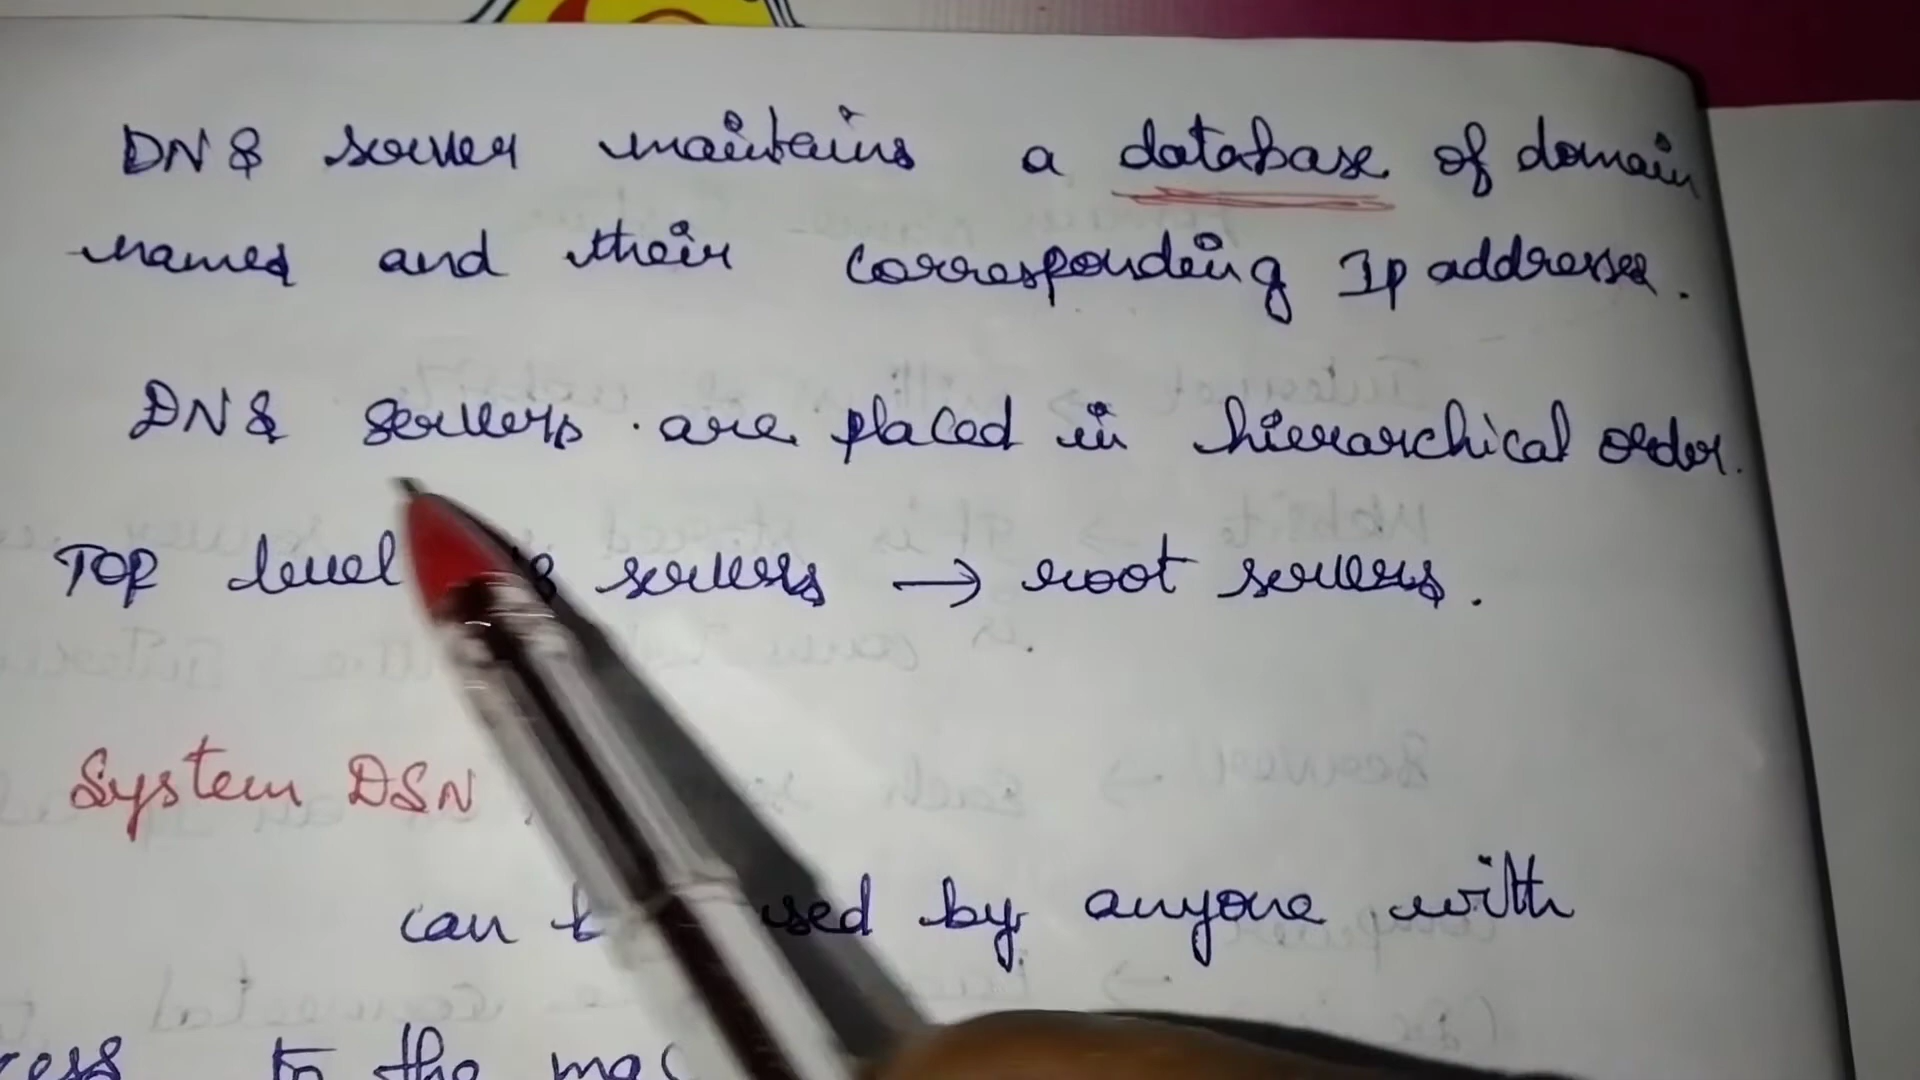 DNS server maintains a database of domain
names and their corresponding Ip addresses.
DNS servers are placed in hierarchical order.
Top level servers → root servers.
System DSN
can used by anyone with
to the